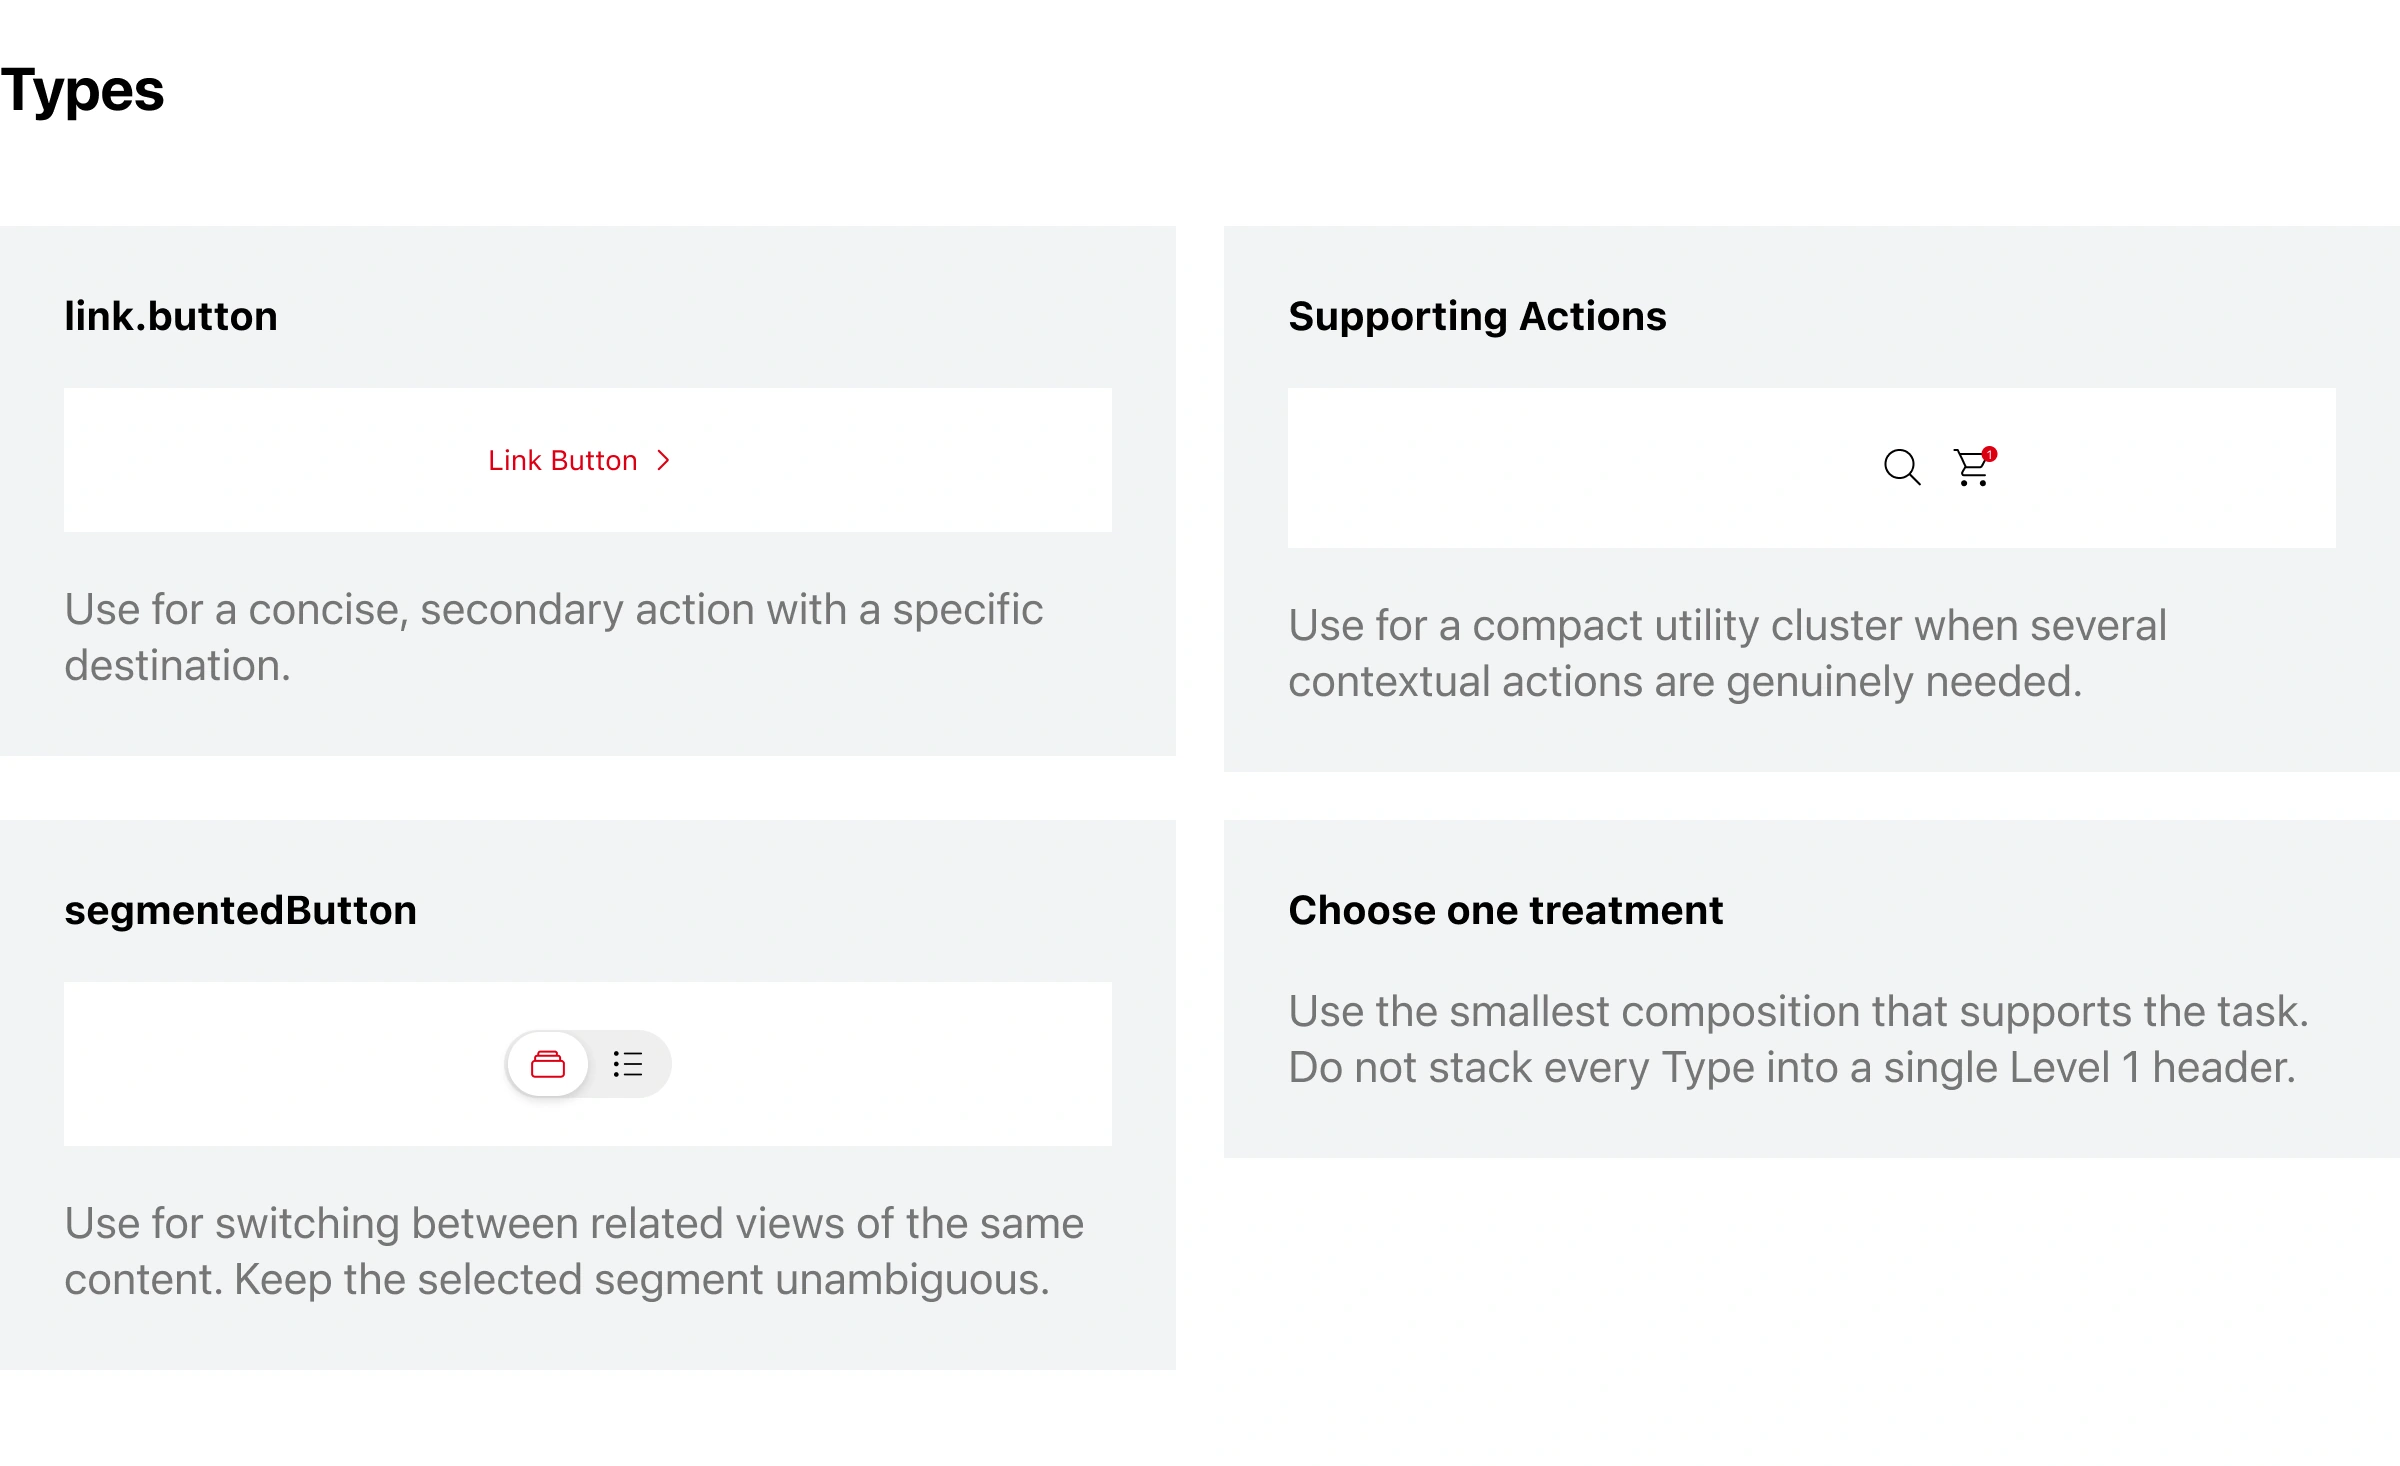 Types
link.button
Link Button
Use for a concise, secondary action with a specific
destination.
Supporting Actions
1
Use for a compact utility cluster when several
contextual actions are genuinely needed.
segmentedButton
Use for switching between related views of the same
content. Keep the selected segment unambiguous.
Choose one treatment
Use the smallest composition that supports the task.
Do not stack every Type into a single Level 1 header.